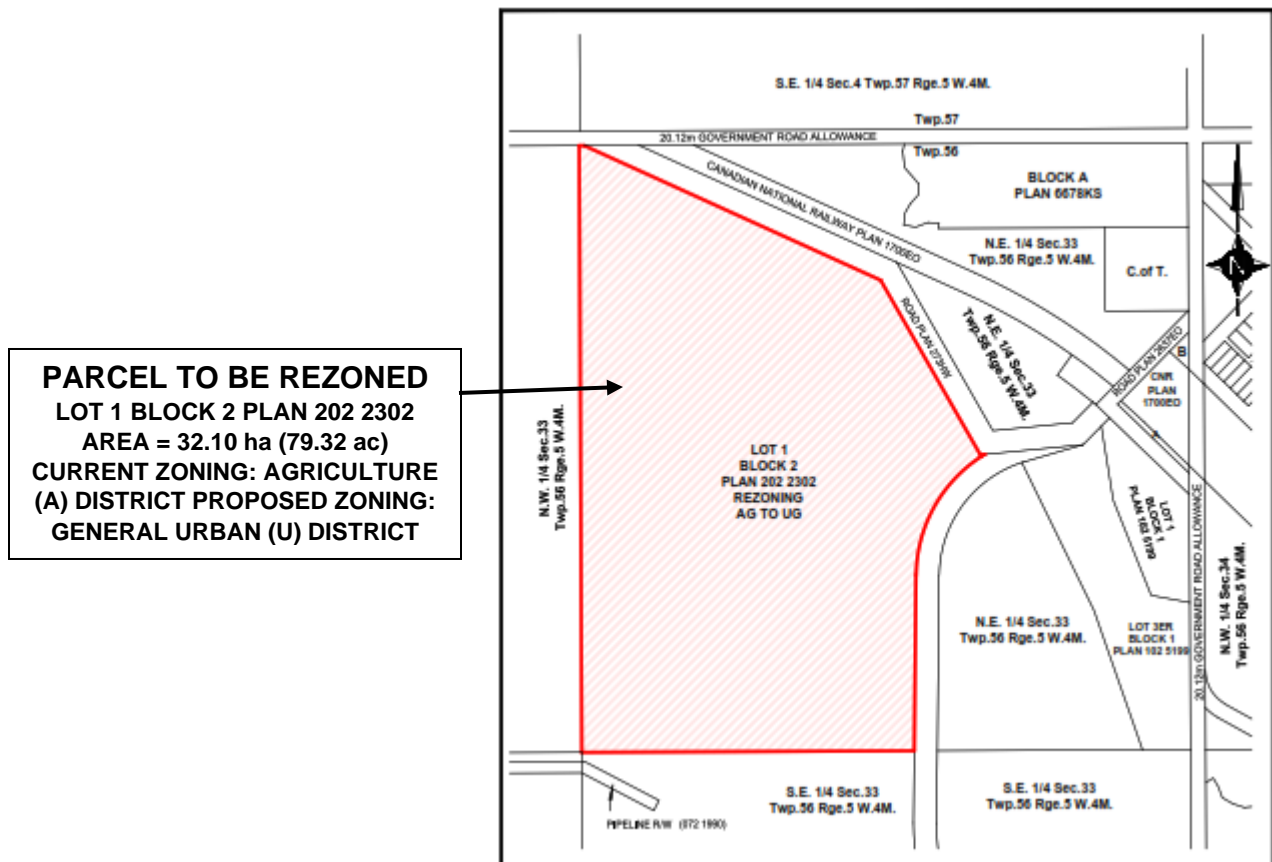 PARCEL TO BE REZONED
LOT 1 BLOCK 2 PLAN 202 2302
AREA = 32.10 ha (79.32 ac)
CURRENT ZONING: AGRICULTURE
(A) DISTRICT PROPOSED ZONING:
GENERAL URBAN (U) DISTRICT
S.E. 1/4 Sec.4 Twp.57 Rge.5 W.4M.
Twp.57
20.12m GOVERNMENT ROAD ALLOWANCE
Twp.56
CANADIAN NATIONAL RAILWAY PLAN 1700EO
BLOCK A
PLAN 6678KS
N.E. 1/4 Sec.33
Twp.56 Rge.5 W.4M.
C.of T.
N
ROAD PLAN 273HW
N.E. 1/4 Sec.33
Twp.56 Rge.5 W.4M.
ROAD PLAN 2637EO
B
CNR
PLAN
1700EO
A
N.W. 1/4 Sec.33
Twp.56 Rge.5 W.4M.
LOT 1
BLOCK 2
PLAN 202 2302
REZONING
AG TO UG
LOT 1
BLOCK 1
PLAN 102 5199
20.12m GOVERNMENT ROAD ALLOWANCE
N.W. 1/4 Sec.34
Twp.56 Rge.5 W.4M.
N.E. 1/4 Sec.33
Twp.56 Rge.5 W.4M.
LOT 3ER
BLOCK 1
PLAN 102 5199
S.E. 1/4 Sec.33
Twp.56 Rge.5 W.4M.
S.E. 1/4 Sec.33
Twp.56 Rge.5 W.4M.
PIPELINE R/W (072 1990)